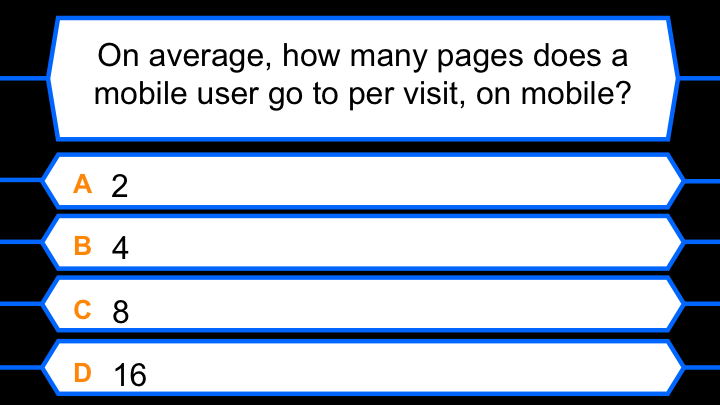 On average, how many pages does a
mobile user go to per visit, on mobile?
A 2
B 4
C 8
D 16